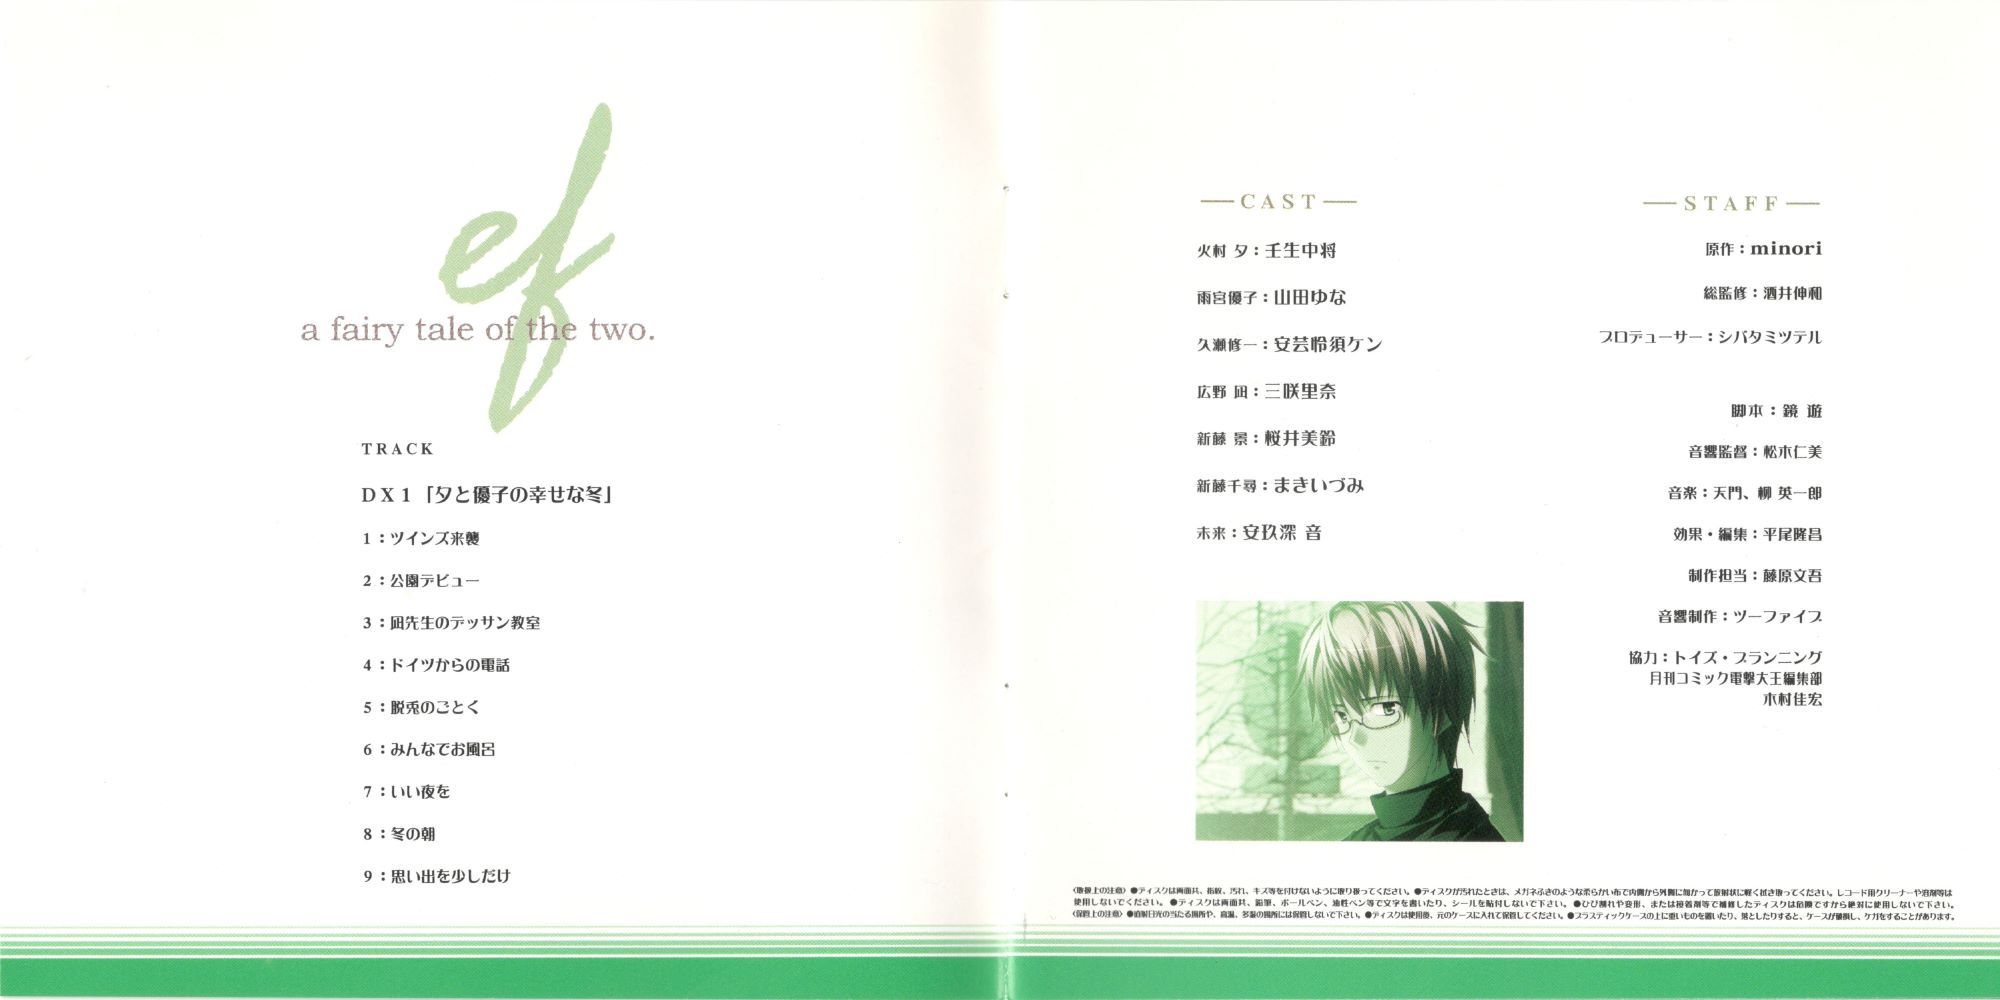 ef
a fairy tale of the two.
TRACK
DX1「夕と優子の幸せな冬」
1：ツインズ来襲
2：公園デビュー
3：凪先生のデッサン教室
4：ドイツからの電話
5：脱兎のごとく
6：みんなでお風呂
7：いい夜を
8：冬の朝
9：思い出を少しだけ
CAST
火村 夕：壬生中将
雨宮優子：山田ゆな
久瀬修一：安芸怜須ケン
広野 凪：三咲里奈
新藤 景：桜井美鈴
新藤千尋：まきいづみ
未来：安玖深 音
STAFF
原作：minori
総監修：酒井伸和
プロデューサー：シバタミツテル
脚本：鏡 遊
音響監督：松木仁美
音楽：天門、柳 英一郎
効果・編集：平尾隆昌
制作担当：藤原文吾
音響制作：ツーファイブ
協力：トイズ・プランニング
月刊コミック電撃大王編集部
木村佳宏
〈取扱上の注意〉●ディスクは両面共、指紋、汚れ、キズ等を付けないように取り扱ってください。●ディスクが汚れたときは、メガネふきのような柔らかい布で内側から外側に向かって放射状に軽く拭き取ってください。レコード用クリーナーや溶剤等は
使用しないでください。●ディスクは両面共、鉛筆、ボールペン、油性ペン等で文字を書いたり、シールを貼付しないで下さい。●ひび割れや変形、または接着剤等で補修したディスクは危険ですから絶対に使用しないで下さい。
〈保管上の注意〉●直射日光の当たる場所や、高温、多湿の場所には保管しないで下さい。●ディスクは使用後、元のケースに入れて保管してください。●プラスティックケースの上に重いものを置いたり、落としたりすると、ケースが破損し、ケガをすることがあります。